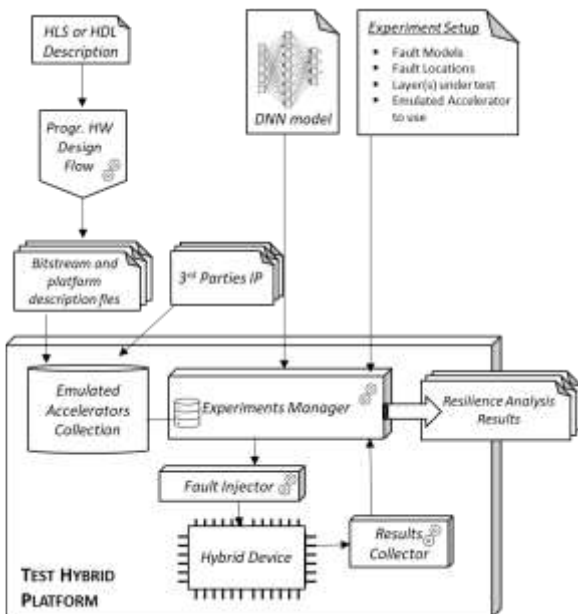 HLS or HDL
Description
Progr. HW
Design
Flow
DNN model
Experiment Setup
Fault Models
Fault Locations
Layer(s) under test
Emulated Accelerator
to use
Bitstream and
platform
description files
3rd Parties IP
Emulated
Accelerators
Collection
Experiments Manager
Resilience Analysis
Results
Fault Injector
Hybrid Device
Results
Collector
TEST HYBRID
PLATFORM